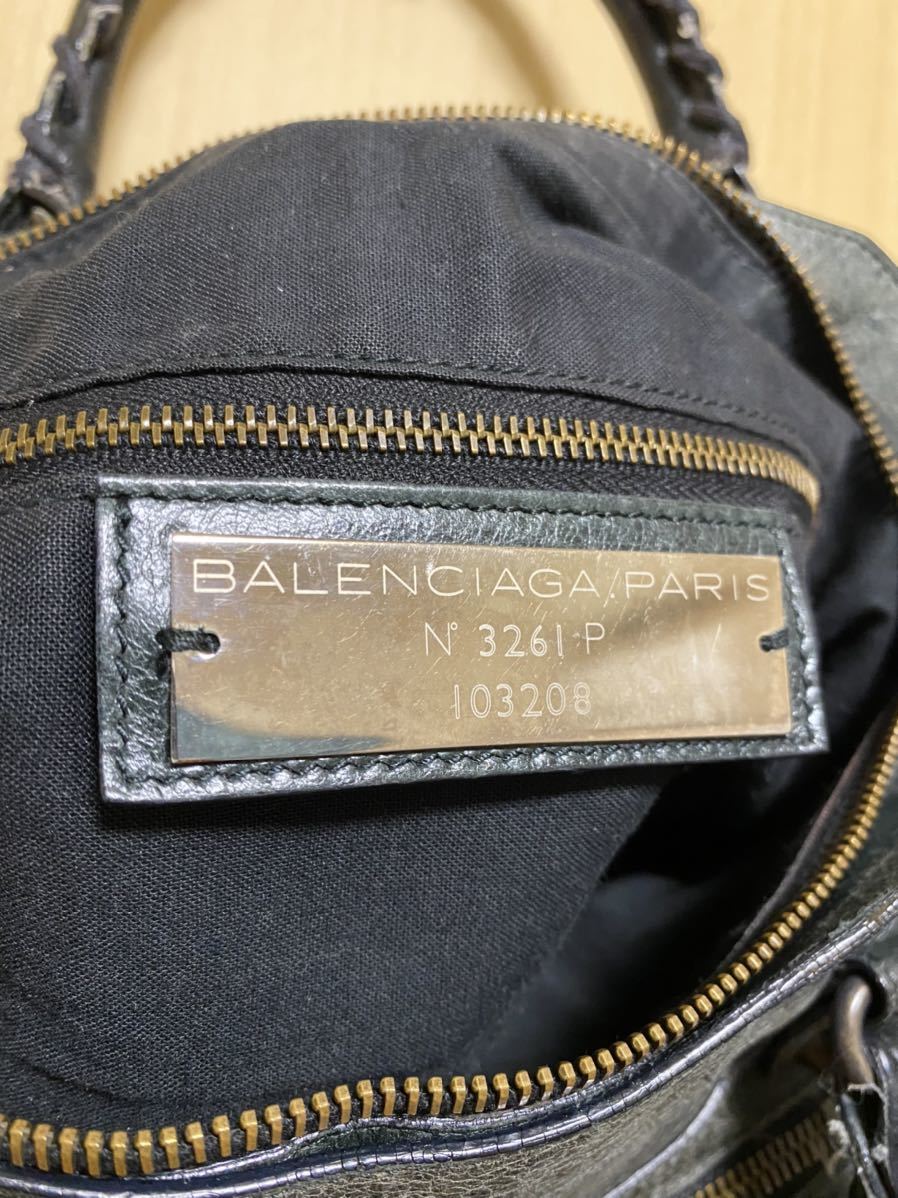 BALENCIAGA / PARIS
N° 3261 P
103208